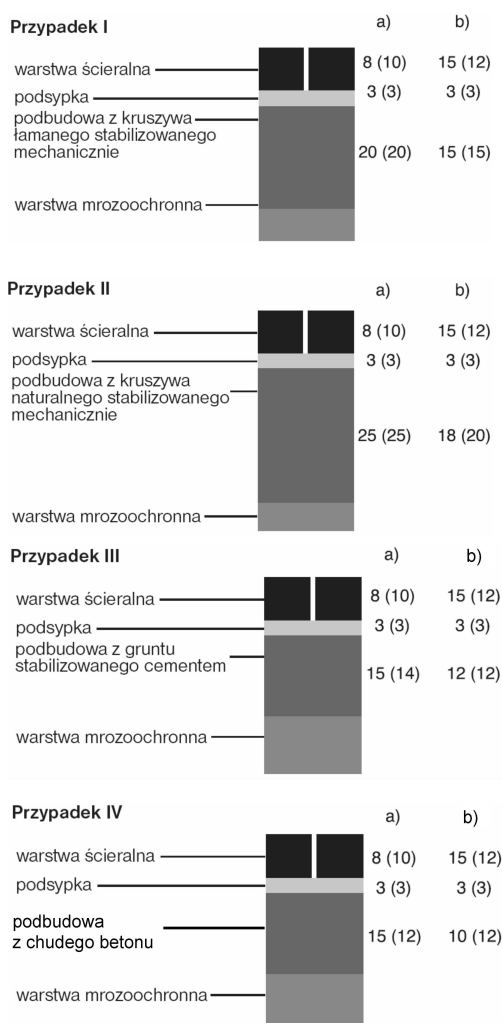 Przypadek I
a) b)
warstwa ścieralna 8 (10) 15 (12)
podsypka 3 (3) 3 (3)
podbudowa z kruszywa
łamanego stabilizowanego
mechanicznie 20 (20) 15 (15)
warstwa mrozoochronna
Przypadek II
a) b)
warstwa ścieralna 8 (10) 15 (12)
podsypka 3 (3) 3 (3)
podbudowa z kruszywa
naturalnego stabilizowanego
mechanicznie
25 (25) 18 (20)
warstwa mrozoochronna
Przypadek III a) b)
warstwa ścieralna 8 (10) 15 (12)
podsypka 3 (3) 3 (3)
podbudowa z gruntu
stabilizowanego cementem
15 (14) 12 (12)
warstwa mrozoochronna
Przypadek IV a) b)
warstwa ścieralna 8 (10) 15 (12)
podsypka 3 (3) 3 (3)
podbudowa
z chudego betonu 15 (12) 10 (12)
warstwa mrozoochronna